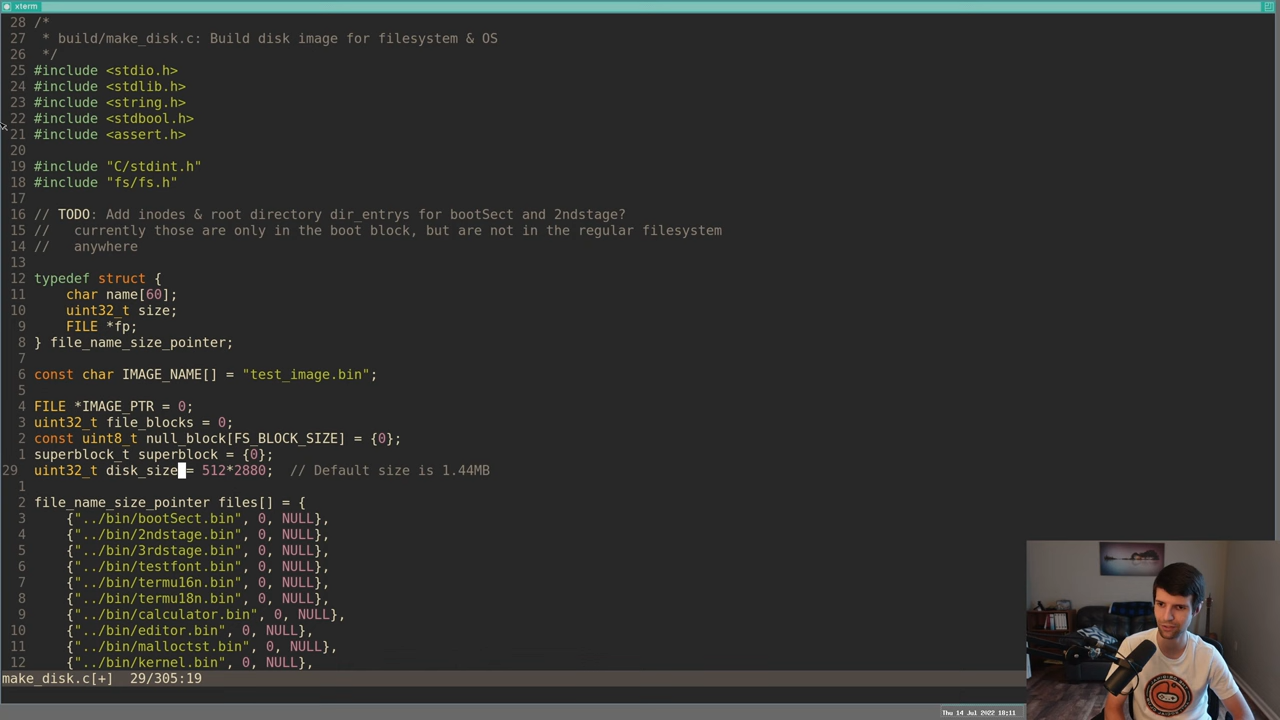 xterm
28 /*
27  * build/make_disk.c: Build disk image for filesystem & OS
26  */
25 #include <stdio.h>
24 #include <stdlib.h>
23 #include <string.h>
22 #include <stdbool.h>
21 #include <assert.h>
20
19 #include "C/stdint.h"
18 #include "fs/fs.h"
17
16 // TODO: Add inodes & root directory dir_entrys for bootSect and 2ndstage?
15 //   currently those are only in the boot block, but are not in the regular filesystem
14 //   anywhere
13
12 typedef struct {
11     char name[60];
10     uint32_t size;
9     FILE *fp;
8 } file_name_size_pointer;
7
6 const char IMAGE_NAME[] = "test_image.bin";
5
4 FILE *IMAGE_PTR = 0;
3 uint32_t file_blocks = 0;
2 const uint8_t null_block[FS_BLOCK_SIZE] = {0};
1 superblock_t superblock = {0};
29 uint32_t disk_size = 512*2880;  // Default size is 1.44MB
1
2 file_name_size_pointer files[] = {
3     {"../bin/bootSect.bin", 0, NULL},
4     {"../bin/2ndstage.bin", 0, NULL},
5     {"../bin/3rdstage.bin", 0, NULL},
6     {"../bin/testfont.bin", 0, NULL},
7     {"../bin/termu16n.bin", 0, NULL},
8     {"../bin/termu18n.bin", 0, NULL},
9     {"../bin/calculator.bin", 0, NULL},
10     {"../bin/editor.bin", 0, NULL},
11     {"../bin/malloctst.bin", 0, NULL},
12     {"../bin/kernel.bin", 0, NULL},
make_disk.c[+]  29/305:19
Thu 14 Jul 2022 18:11